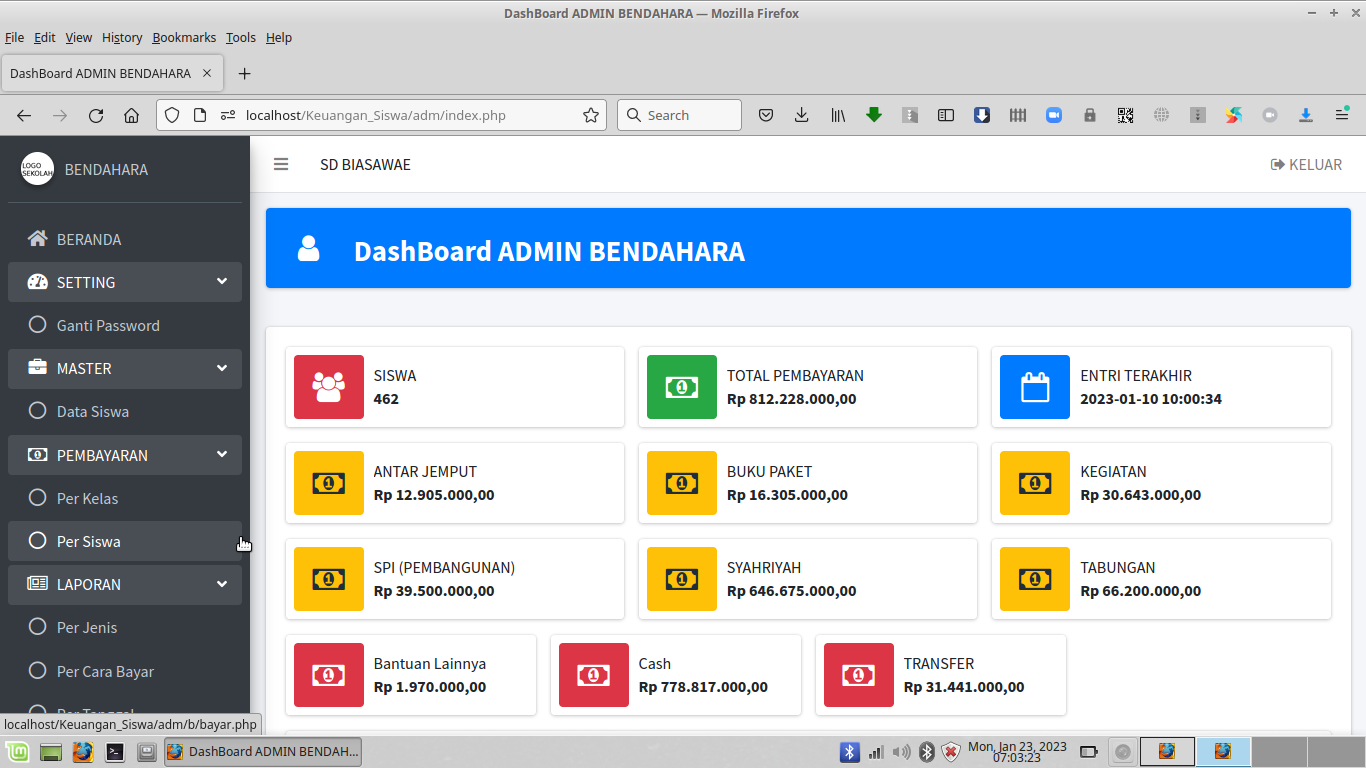 DashBoard ADMIN BENDAHARA — Mozilla Firefox
File Edit View History Bookmarks Tools Help
DashBoard ADMIN BENDAHARA
localhost/Keuangan_Siswa/adm/index.php
Search
LOGO
SEKOLAH
BENDAHARA
SD BIASAWAE
KELUAR
BERANDA
SETTING
Ganti Password
MASTER
Data Siswa
PEMBAYARAN
Per Kelas
Per Siswa
LAPORAN
Per Jenis
Per Cara Bayar
Per Tanggal
DashBoard ADMIN BENDAHARA
SISWA
462
TOTAL PEMBAYARAN
Rp 812.228.000,00
ENTRI TERAKHIR
2023-01-10 10:00:34
ANTAR JEMPUT
Rp 12.905.000,00
BUKU PAKET
Rp 16.305.000,00
KEGIATAN
Rp 30.643.000,00
SPI (PEMBANGUNAN)
Rp 39.500.000,00
SYAHRIYAH
Rp 646.675.000,00
TABUNGAN
Rp 66.200.000,00
Bantuan Lainnya
Rp 1.970.000,00
Cash
Rp 778.817.000,00
TRANSFER
Rp 31.441.000,00
localhost/Keuangan_Siswa/adm/b/bayar.php
DashBoard ADMIN BENDAH...
Mon, Jan 23, 2023
07:03:23